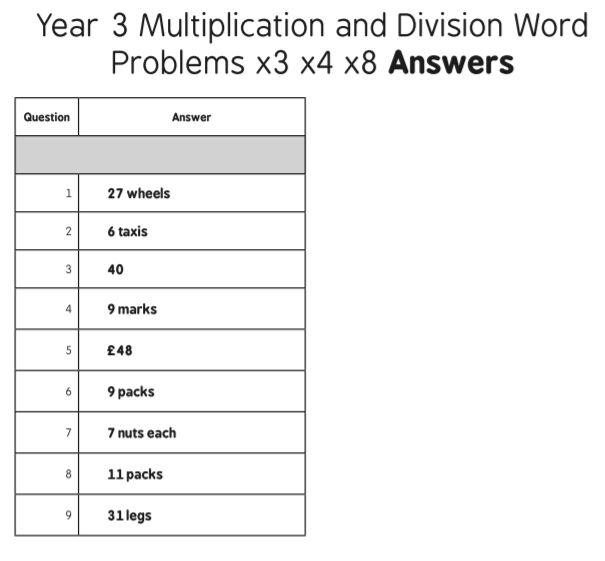 Year 3 Multiplication and Division Word
Problems x3 x4 x8 Answers
Question Answer
1 27 wheels
2 6 taxis
3 40
4 9 marks
5 £48
6 9 packs
7 7 nuts each
8 11 packs
9 31 legs